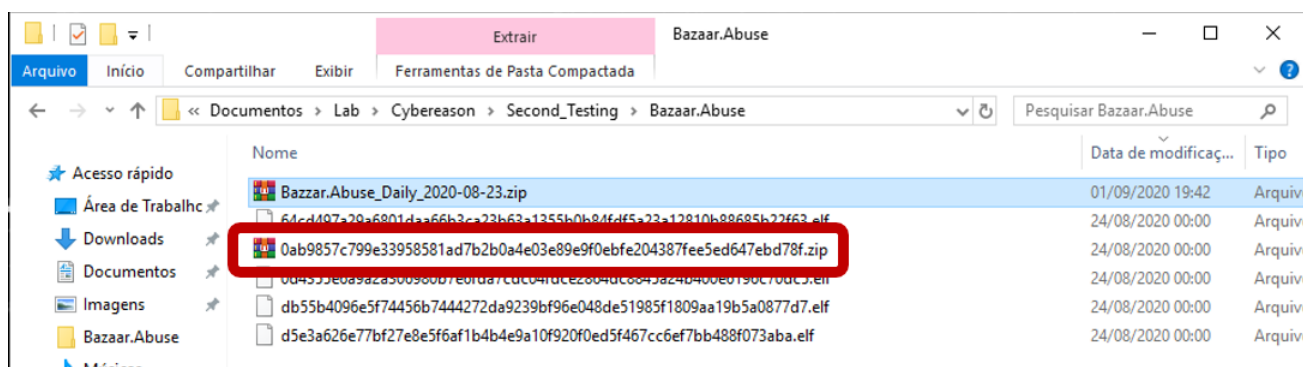 Extrair Bazaar.Abuse
Arquivo Início Compartilhar Exibir Ferramentas de Pasta Compactada
« Documentos > Lab > Cybereason > Second_Testing > Bazaar.Abuse Pesquisar Bazaar.Abuse
Nome Data de modificaç... Tipo
Acesso rápido
Bazzar.Abuse_Daily_2020-08-23.zip 01/09/2020 19:42 Arquiv
Área de Trabalhc
24/08/2020 00:00 Arquiv
Downloads
0ab9857c799e33958581ad7b2b0a4e03e89e9f0ebfe204387fee5ed647ebd78f.zip 24/08/2020 00:00 Arquiv
Documentos
24/08/2020 00:00 Arquiv
Imagens
db55b4096e5f74456b7444272da9239bf96e048de51985f1809aa19b5a0877d7.elf 24/08/2020 00:00 Arquiv
Bazaar.Abuse
d5e3a626e77bf27e8e5f6af1b4b4e9a10f920f0ed5f467cc6ef7bb488f073aba.elf 24/08/2020 00:00 Arquiv